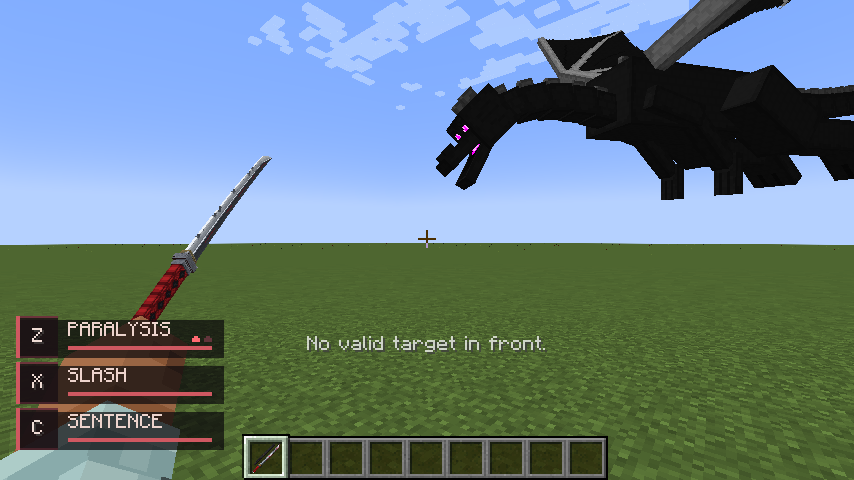 No valid target in front.
Z PARALYSIS
X SLASH
C SENTENCE